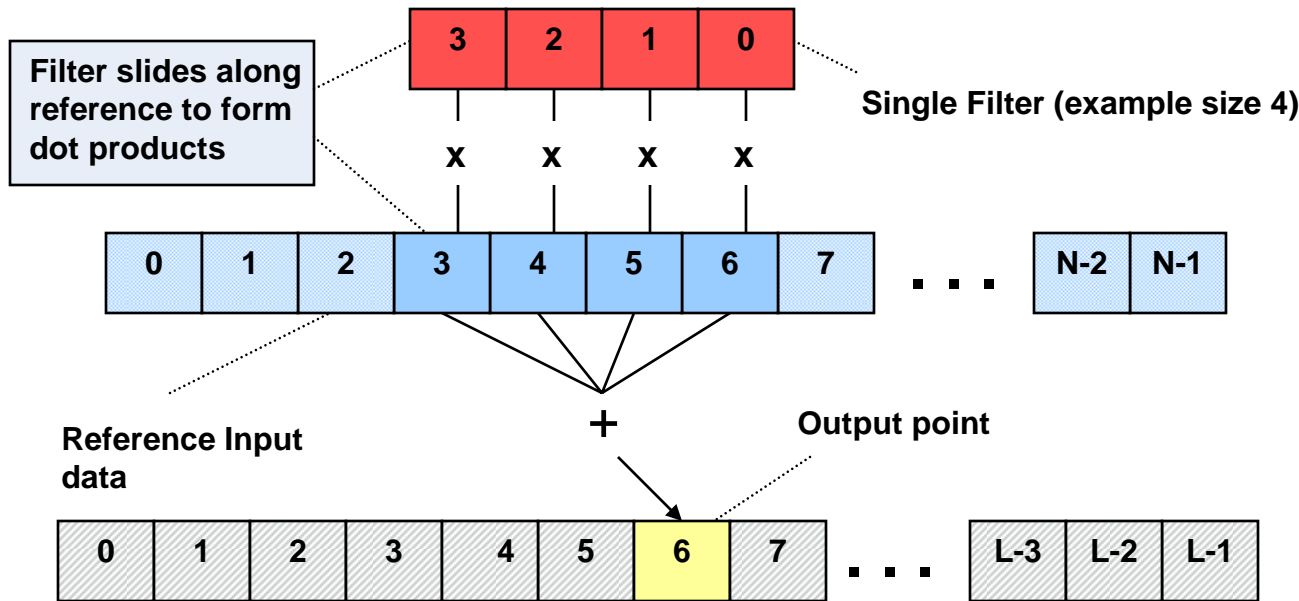 3 2 1 0
Filter slides along
reference to form
dot products
Single Filter (example size 4)
x x x x
0 1 2 3 4 5 6 7 . . . N-2 N-1
+
Output point
Reference Input
data
0 1 2 3 4 5 6 7 . . . L-3 L-2 L-1